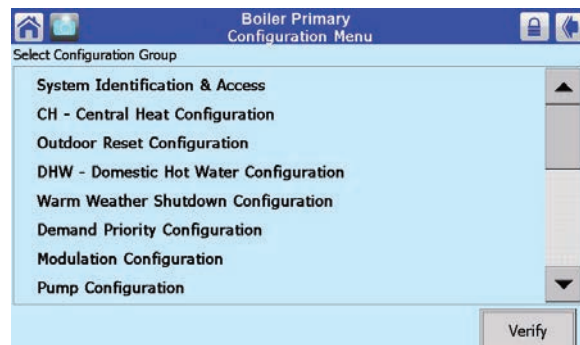 Boiler Primary
Configuration Menu
Select Configuration Group
System Identification & Access
CH - Central Heat Configuration
Outdoor Reset Configuration
DHW - Domestic Hot Water Configuration
Warm Weather Shutdown Configuration
Demand Priority Configuration
Modulation Configuration
Pump Configuration
Verify